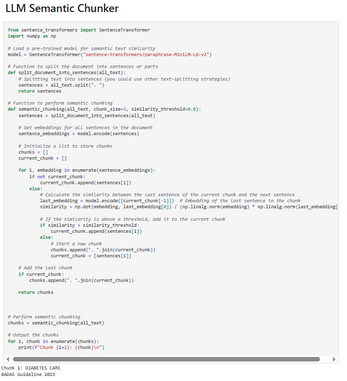 LLM Semantic Chunker
from sentence_transformers import SentenceTransformer
import numpy as np
# Load a pre-trained model for semantic text similarity
model = SentenceTransformer("sentence-transformers/paraphrase-MiniLM-L6-v2")
# Function to split the document into sentences or parts
def split_document_into_sentences(all_text):
# Splitting text into sentences (you could use other text-splitting strategies)
sentences = all_text.split(". ")
return sentences
# Function to perform semantic chunking
def semantic_chunking(all_text, chunk_size=3, similarity_threshold=0.8):
sentences = split_document_into_sentences(all_text)
# Get embeddings for all sentences in the document
sentence_embeddings = model.encode(sentences)
# Initialize a list to store chunks
chunks = []
current_chunk = []
for i, embedding in enumerate(sentence_embeddings):
if not current_chunk:
current_chunk.append(sentences[i])
else:
# Calculate the similarity between the last sentence of the current chunk and the next sentence
last_embedding = model.encode([current_chunk[-1]]) # Embedding of the last sentence in the chunk
similarity = np.dot(embedding, last_embedding[0]) / (np.linalg.norm(embedding) * np.linalg.norm(last_embedding[
# If the similarity is above a threshold, add it to the current chunk
if similarity > similarity_threshold:
current_chunk.append(sentences[i])
else:
# Start a new chunk
chunks.append(". ".join(current_chunk))
current_chunk = [sentences[i]]
# Add the last chunk
if current_chunk:
chunks.append(". ".join(current_chunk))
return chunks
# Perform semantic chunking
chunks = semantic_chunking(all_text)
# Output the chunks
for i, chunk in enumerate(chunks):
print(f"Chunk {i+1}: {chunk}\n")
Chunk 1: DIABETES CARE
BADAS Guideline 2019